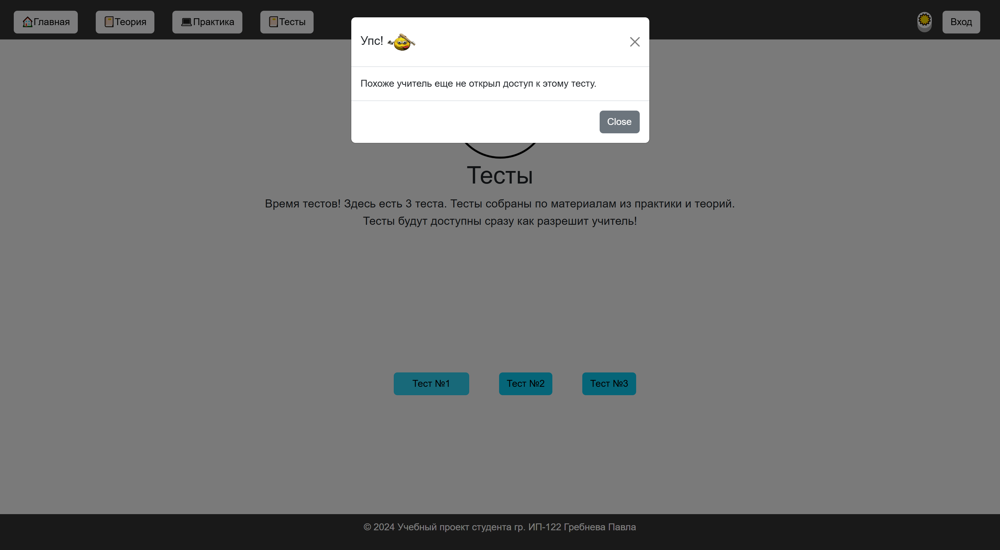 Главная
Теория
Практика
Тесты
Вход
Упс!
Похоже учитель еще не открыл доступ к этому тесту.
Close
Тесты
Время тестов! Здесь есть 3 теста. Тесты собраны по материалам из практики и теорий.
Тесты будут доступны сразу как разрешит учитель!
Тест №1
Тест №2
Тест №3
© 2024 Учебный проект студента гр. ИП-122 Гребнева Павла